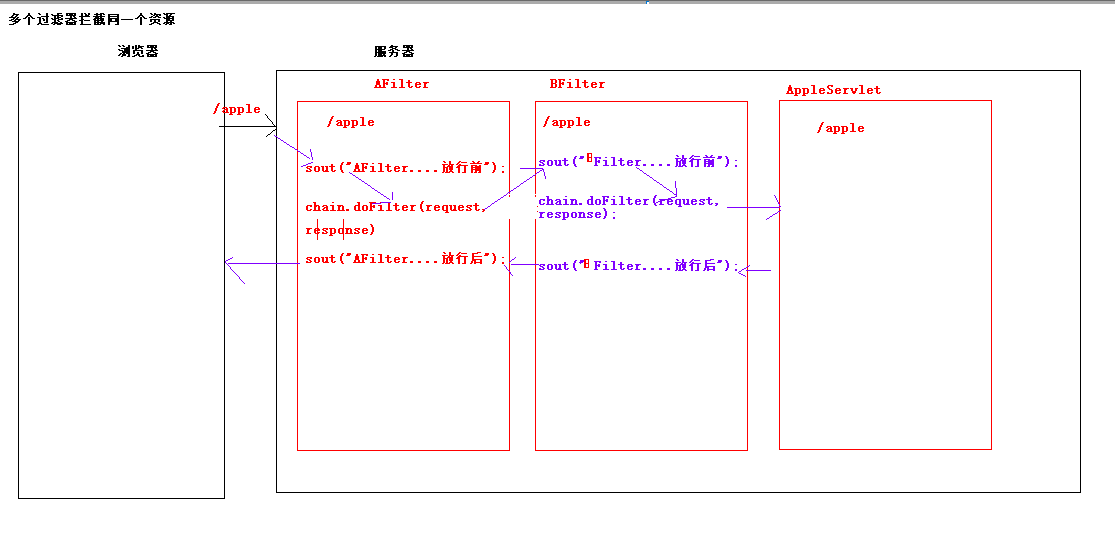 多个过滤器拦截同一个资源
浏览器
服务器
/apple
AFilter
/apple
sout("AFilter....放行前");
chain.doFilter(request,
response)
sout("AFilter....放行后");
BFilter
/apple
sout("BFilter....放行前");
chain.doFilter(request,
response);
sout("BFilter....放行后");
AppleServlet
/apple